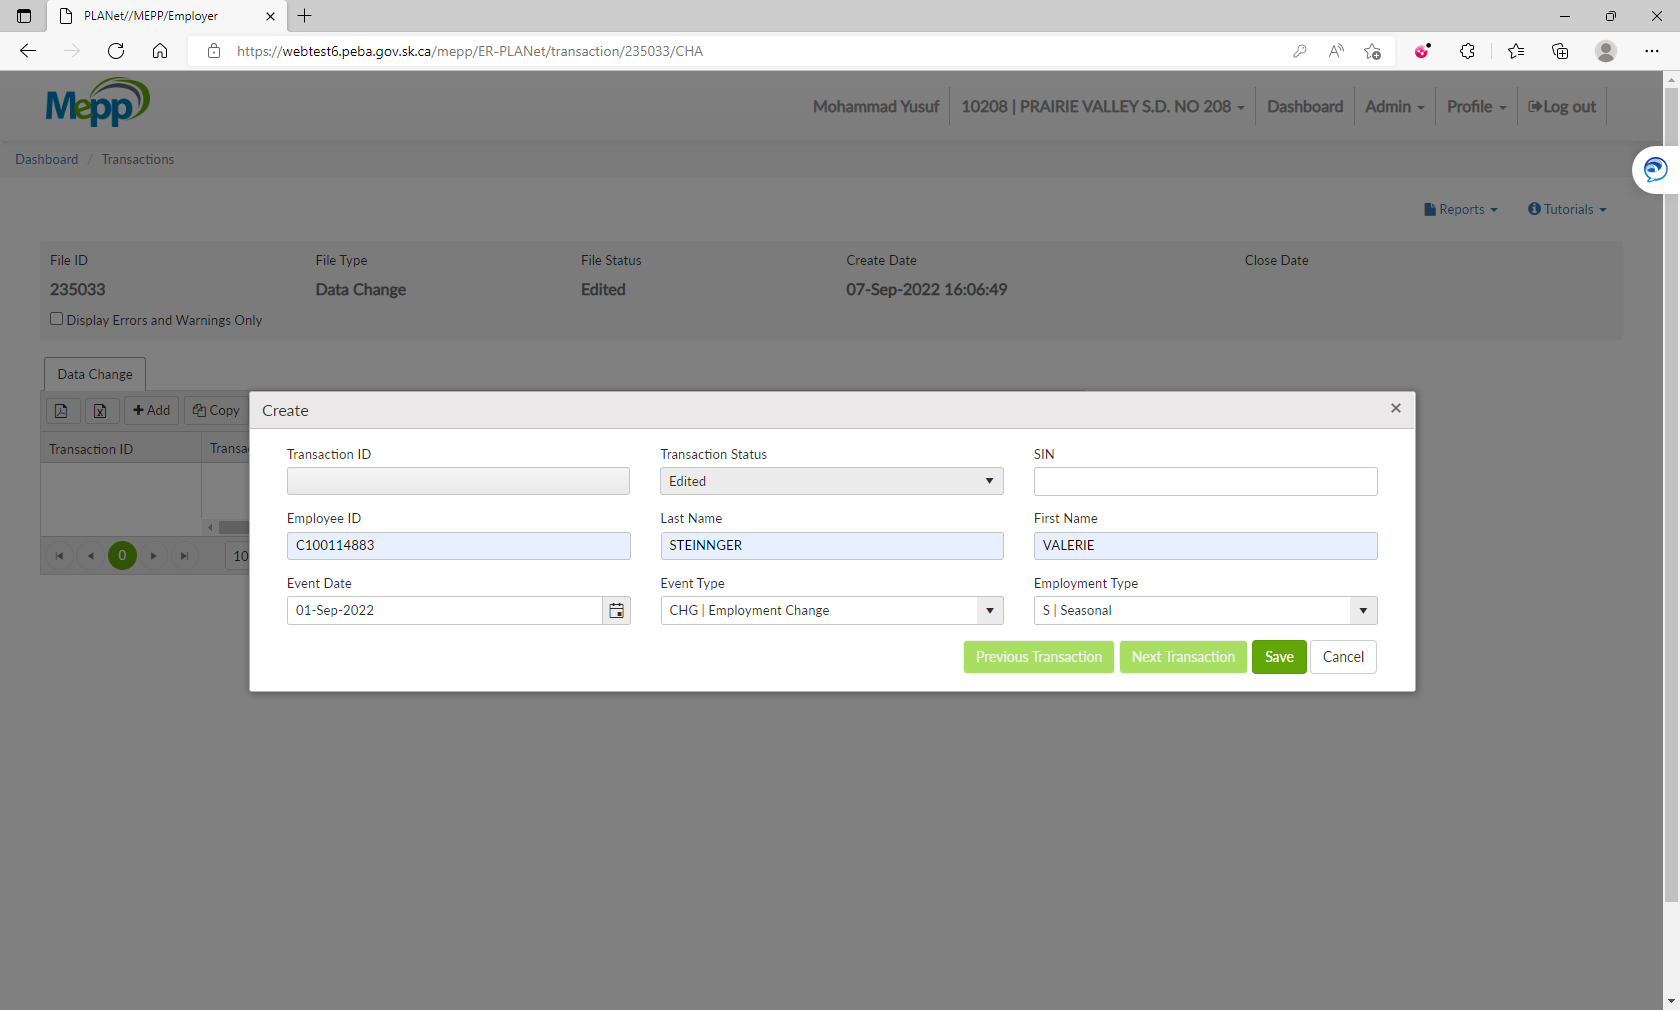 PLANet//MEPP/Employer
https://webtest6.peba.gov.sk.ca/mepp/ER-PLANet/transaction/235033/CHA
Mepp
Mohammad Yusuf
10208 | PRAIRIE VALLEY S.D. NO 208
Dashboard
Admin
Profile
Log out
Dashboard / Transactions
Reports
Tutorials
File ID
File Type
File Status
Create Date
Close Date
235033
Data Change
Edited
07-Sep-2022 16:06:49
Display Errors and Warnings Only
Data Change
Add
Copy
Transaction ID
Transa
0
10
Create
Transaction ID
Transaction Status
SIN
Edited
Employee ID
Last Name
First Name
C100114883
STEINNGER
VALERIE
Event Date
Event Type
Employment Type
01-Sep-2022
CHG | Employment Change
S | Seasonal
Previous Transaction
Next Transaction
Save
Cancel